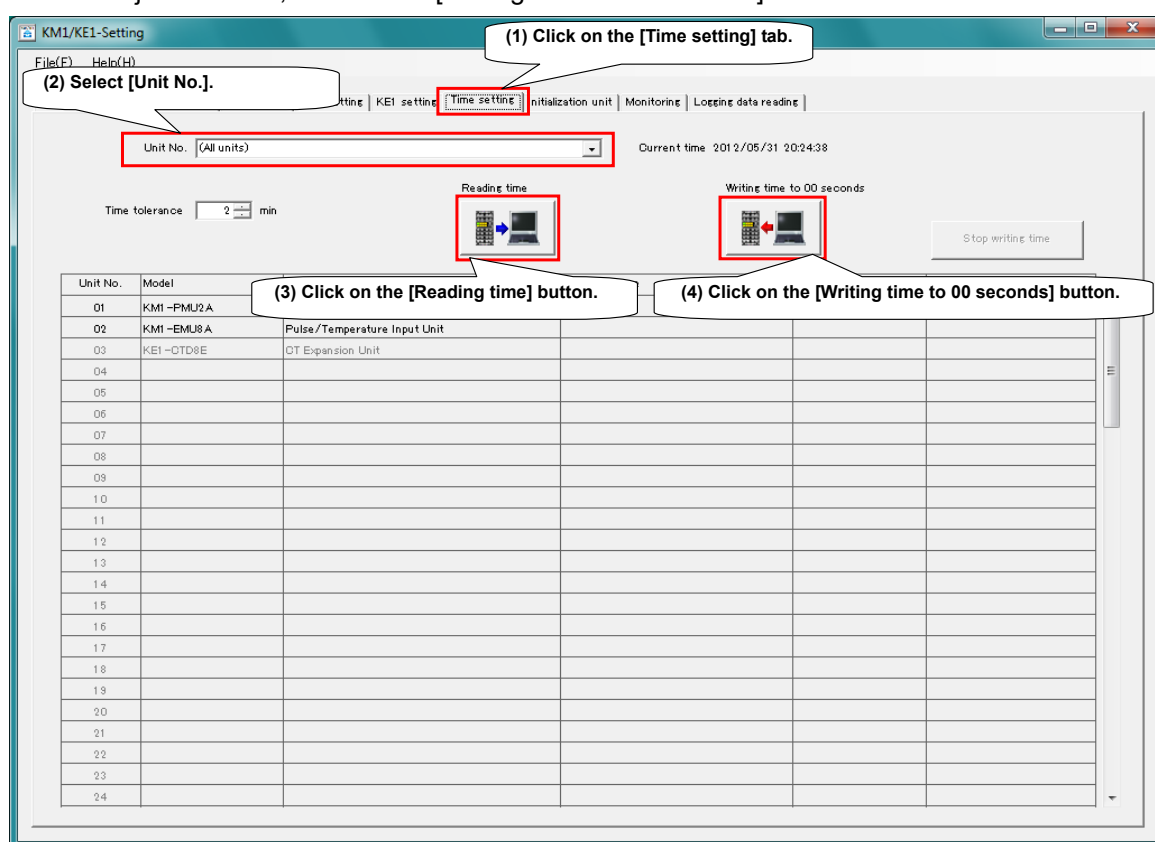 KM1/KE1-Setting
(1) Click on the [Time setting] tab.
File(F) Help(H)
(2) Select [Unit No.].
KE1 setting Time setting Monitoring Logging data reading
Unit No. (All units) Current time 2012/05/31 20:24:38
Reading time Writing time to 00 seconds
Time tolerance 2 min
Stop writing time
Unit No. Model
(3) Click on the [Reading time] button. (4) Click on the [Writing time to 00 seconds] button.
01 KM1-PMU2A
02 KM1-EMU8A Pulse/Temperature Input Unit
03 KE1-CTD8E CT Expansion Unit
04
05
06
07
08
09
10
11
12
13
14
15
16
17
18
19
20
21
22
23
24